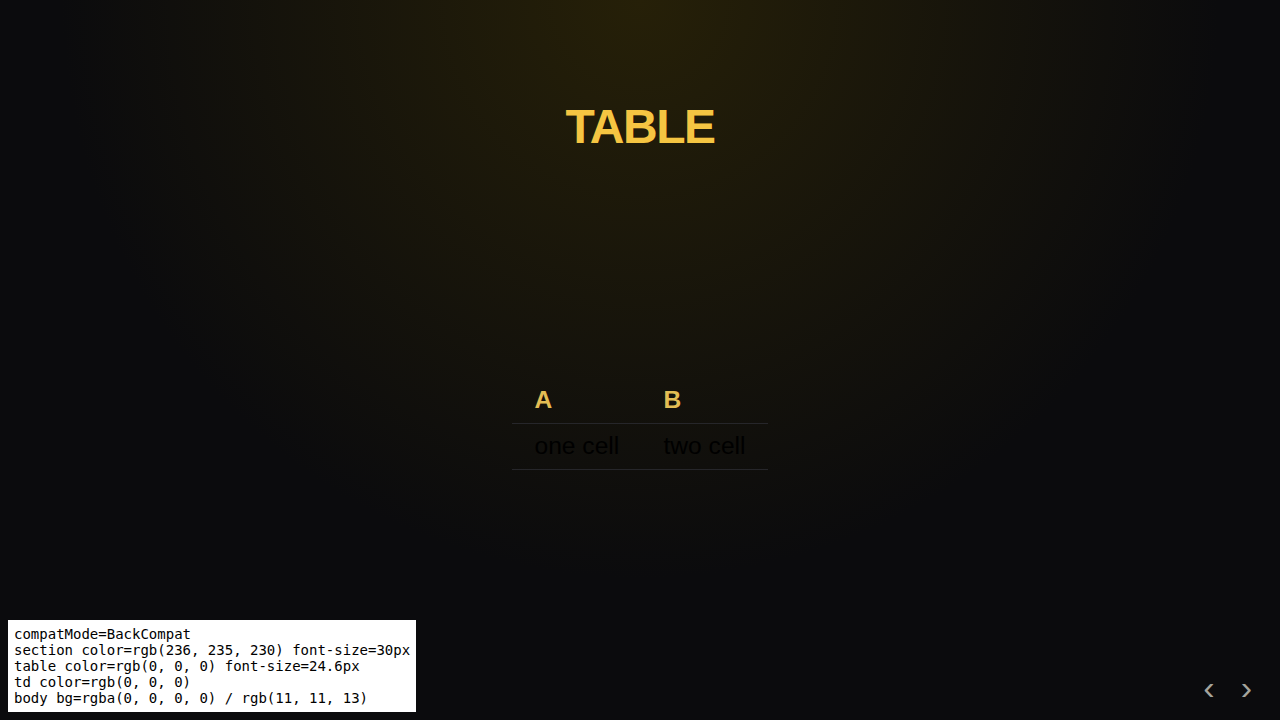 TABLE
A B
one cell two cell
compatMode=BackCompat
section color=rgb(236, 235, 230) font-size=30px
table color=rgb(0, 0, 0) font-size=24.6px
td color=rgb(0, 0, 0)
body bg=rgba(0, 0, 0, 0) / rgb(11, 11, 13)
‹ ›